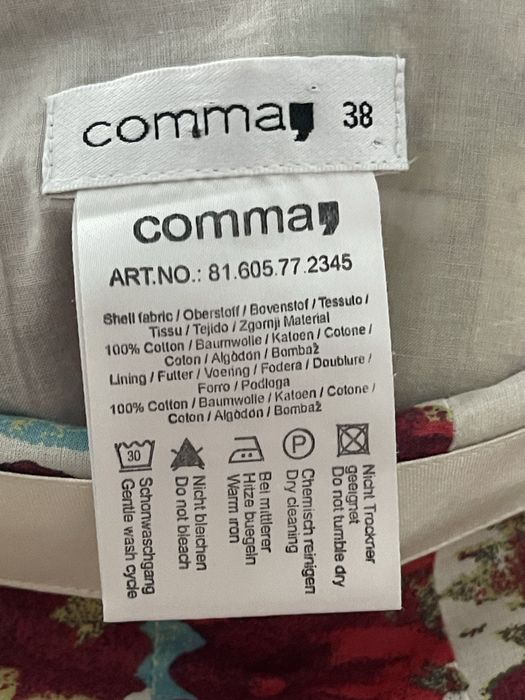 comma, 38
comma,
ART.NO.: 81.605.77.2345
Shell fabric / Oberstoff / Bovenstof / Tessuto /
Tissu / Tejido / Zgornji Material
100% Cotton / Baumwolle / Katoen / Cotone /
Coton / Algòdón / Bombaž
Lining / Futter / Voering / Fodera / Doublure /
Forro / Podloga
100% Cotton / Baumwolle / Katoen / Cotone /
Coton / Algòdón / Bombaž
30
Schonwaschgang
Gentle wash cycle
Nicht bleichen
Do not bleach
Bei mittlerer
Hitze buegeln
Warm iron
P
Chemisch reinigen
Dry cleaning
Nicht Trockner
geeignet
Do not tumble dry